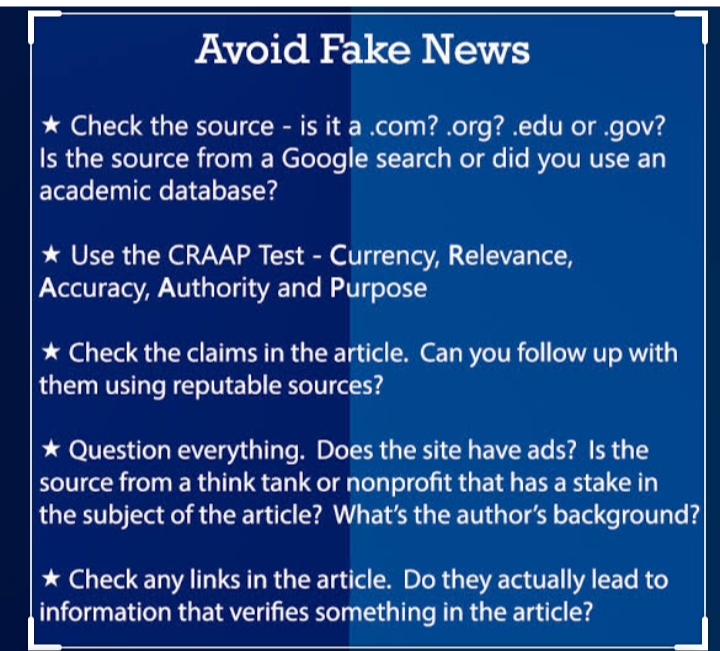 Avoid Fake News
★ Check the source - is it a .com? .org? .edu or .gov?
Is the source from a Google search or did you use an
academic database?
★ Use the CRAAP Test - Currency, Relevance,
Accuracy, Authority and Purpose
★ Check the claims in the article. Can you follow up with
them using reputable sources?
★ Question everything. Does the site have ads? Is the
source from a think tank or nonprofit that has a stake in
the subject of the article? What's the author's background?
★ Check any links in the article. Do they actually lead to
information that verifies something in the article?